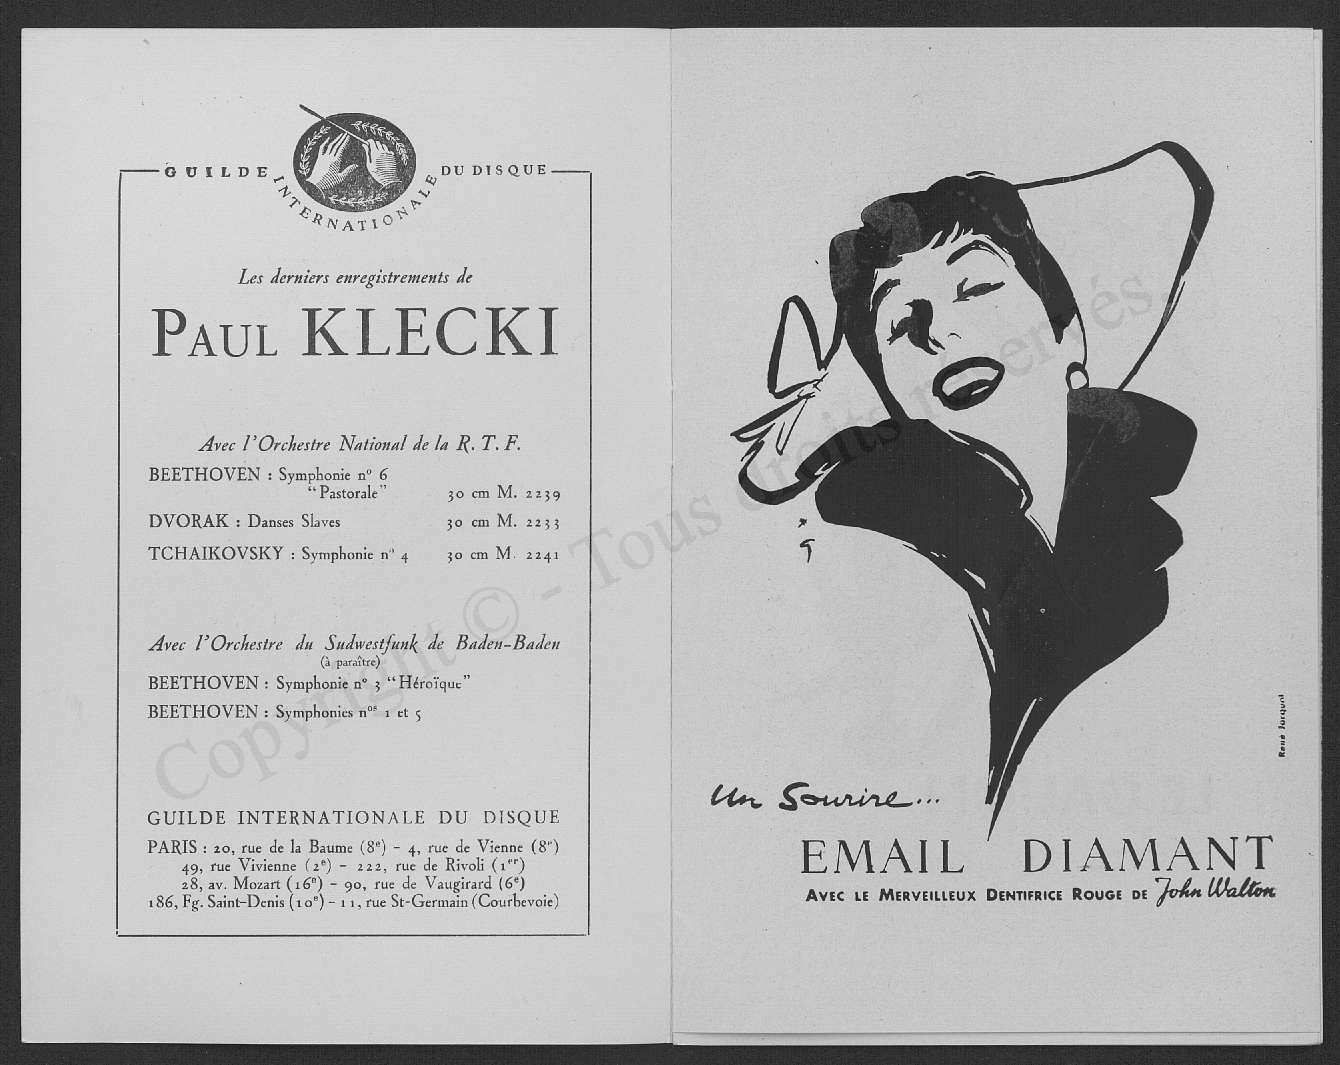 GUILDE INTERNATIONALE DU DISQUE
Les derniers enregistrements de
PAUL KLECKI
Avec l'Orchestre National de la R. T. F.
BEETHOVEN : Symphonie nº 6
"Pastorale" 30 cm M. 2239
DVORAK : Danses Slaves 30 cm M. 2233
TCHAIKOVSKY : Symphonie nº 4 30 cm M. 2241
Avec l'Orchestre du Sudwestfunk de Baden-Baden
(à paraître)
BEETHOVEN : Symphonie nº 3 "Héroïque"
BEETHOVEN : Symphonies nos 1 et 5
GUILDE INTERNATIONALE DU DISQUE
PARIS : 20, rue de la Baume (8e) - 4, rue de Vienne (8e)
49, rue Vivienne (2e) - 222, rue de Rivoli (1er)
28, av. Mozart (16e) - 90, rue de Vaugirard (6e)
186, Fg. Saint-Denis (10e) - 11, rue St-Germain (Courbevoie)
Un Sourire...
EMAIL DIAMANT
AVEC LE MERVEILLEUX DENTIFRICE ROUGE DE John Walton
René Jacquot
Copyright © - Tous droits réservés